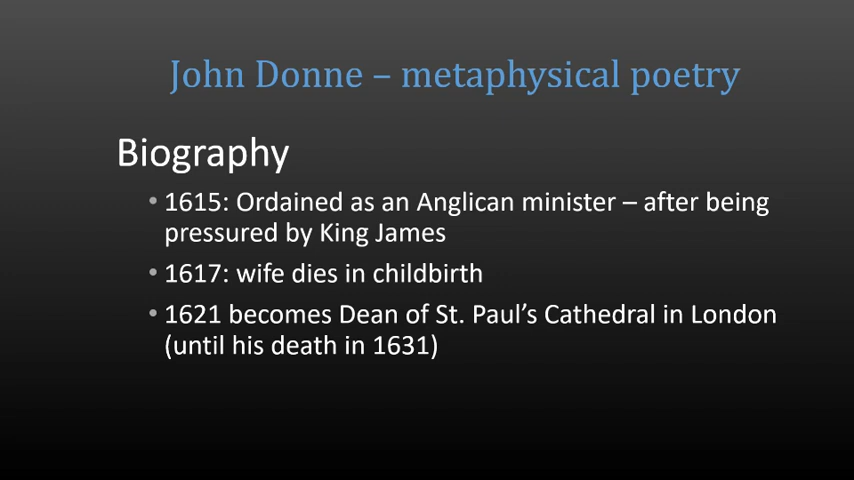 John Donne – metaphysical poetry
Biography
• 1615: Ordained as an Anglican minister – after being
pressured by King James
• 1617: wife dies in childbirth
• 1621 becomes Dean of St. Paul’s Cathedral in London
(until his death in 1631)